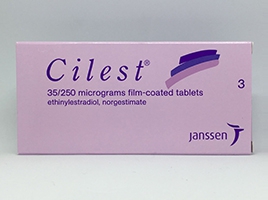 Cilest®
35/250 micrograms film-coated tablets
ethinylestradiol, norgestimate
3
janssen